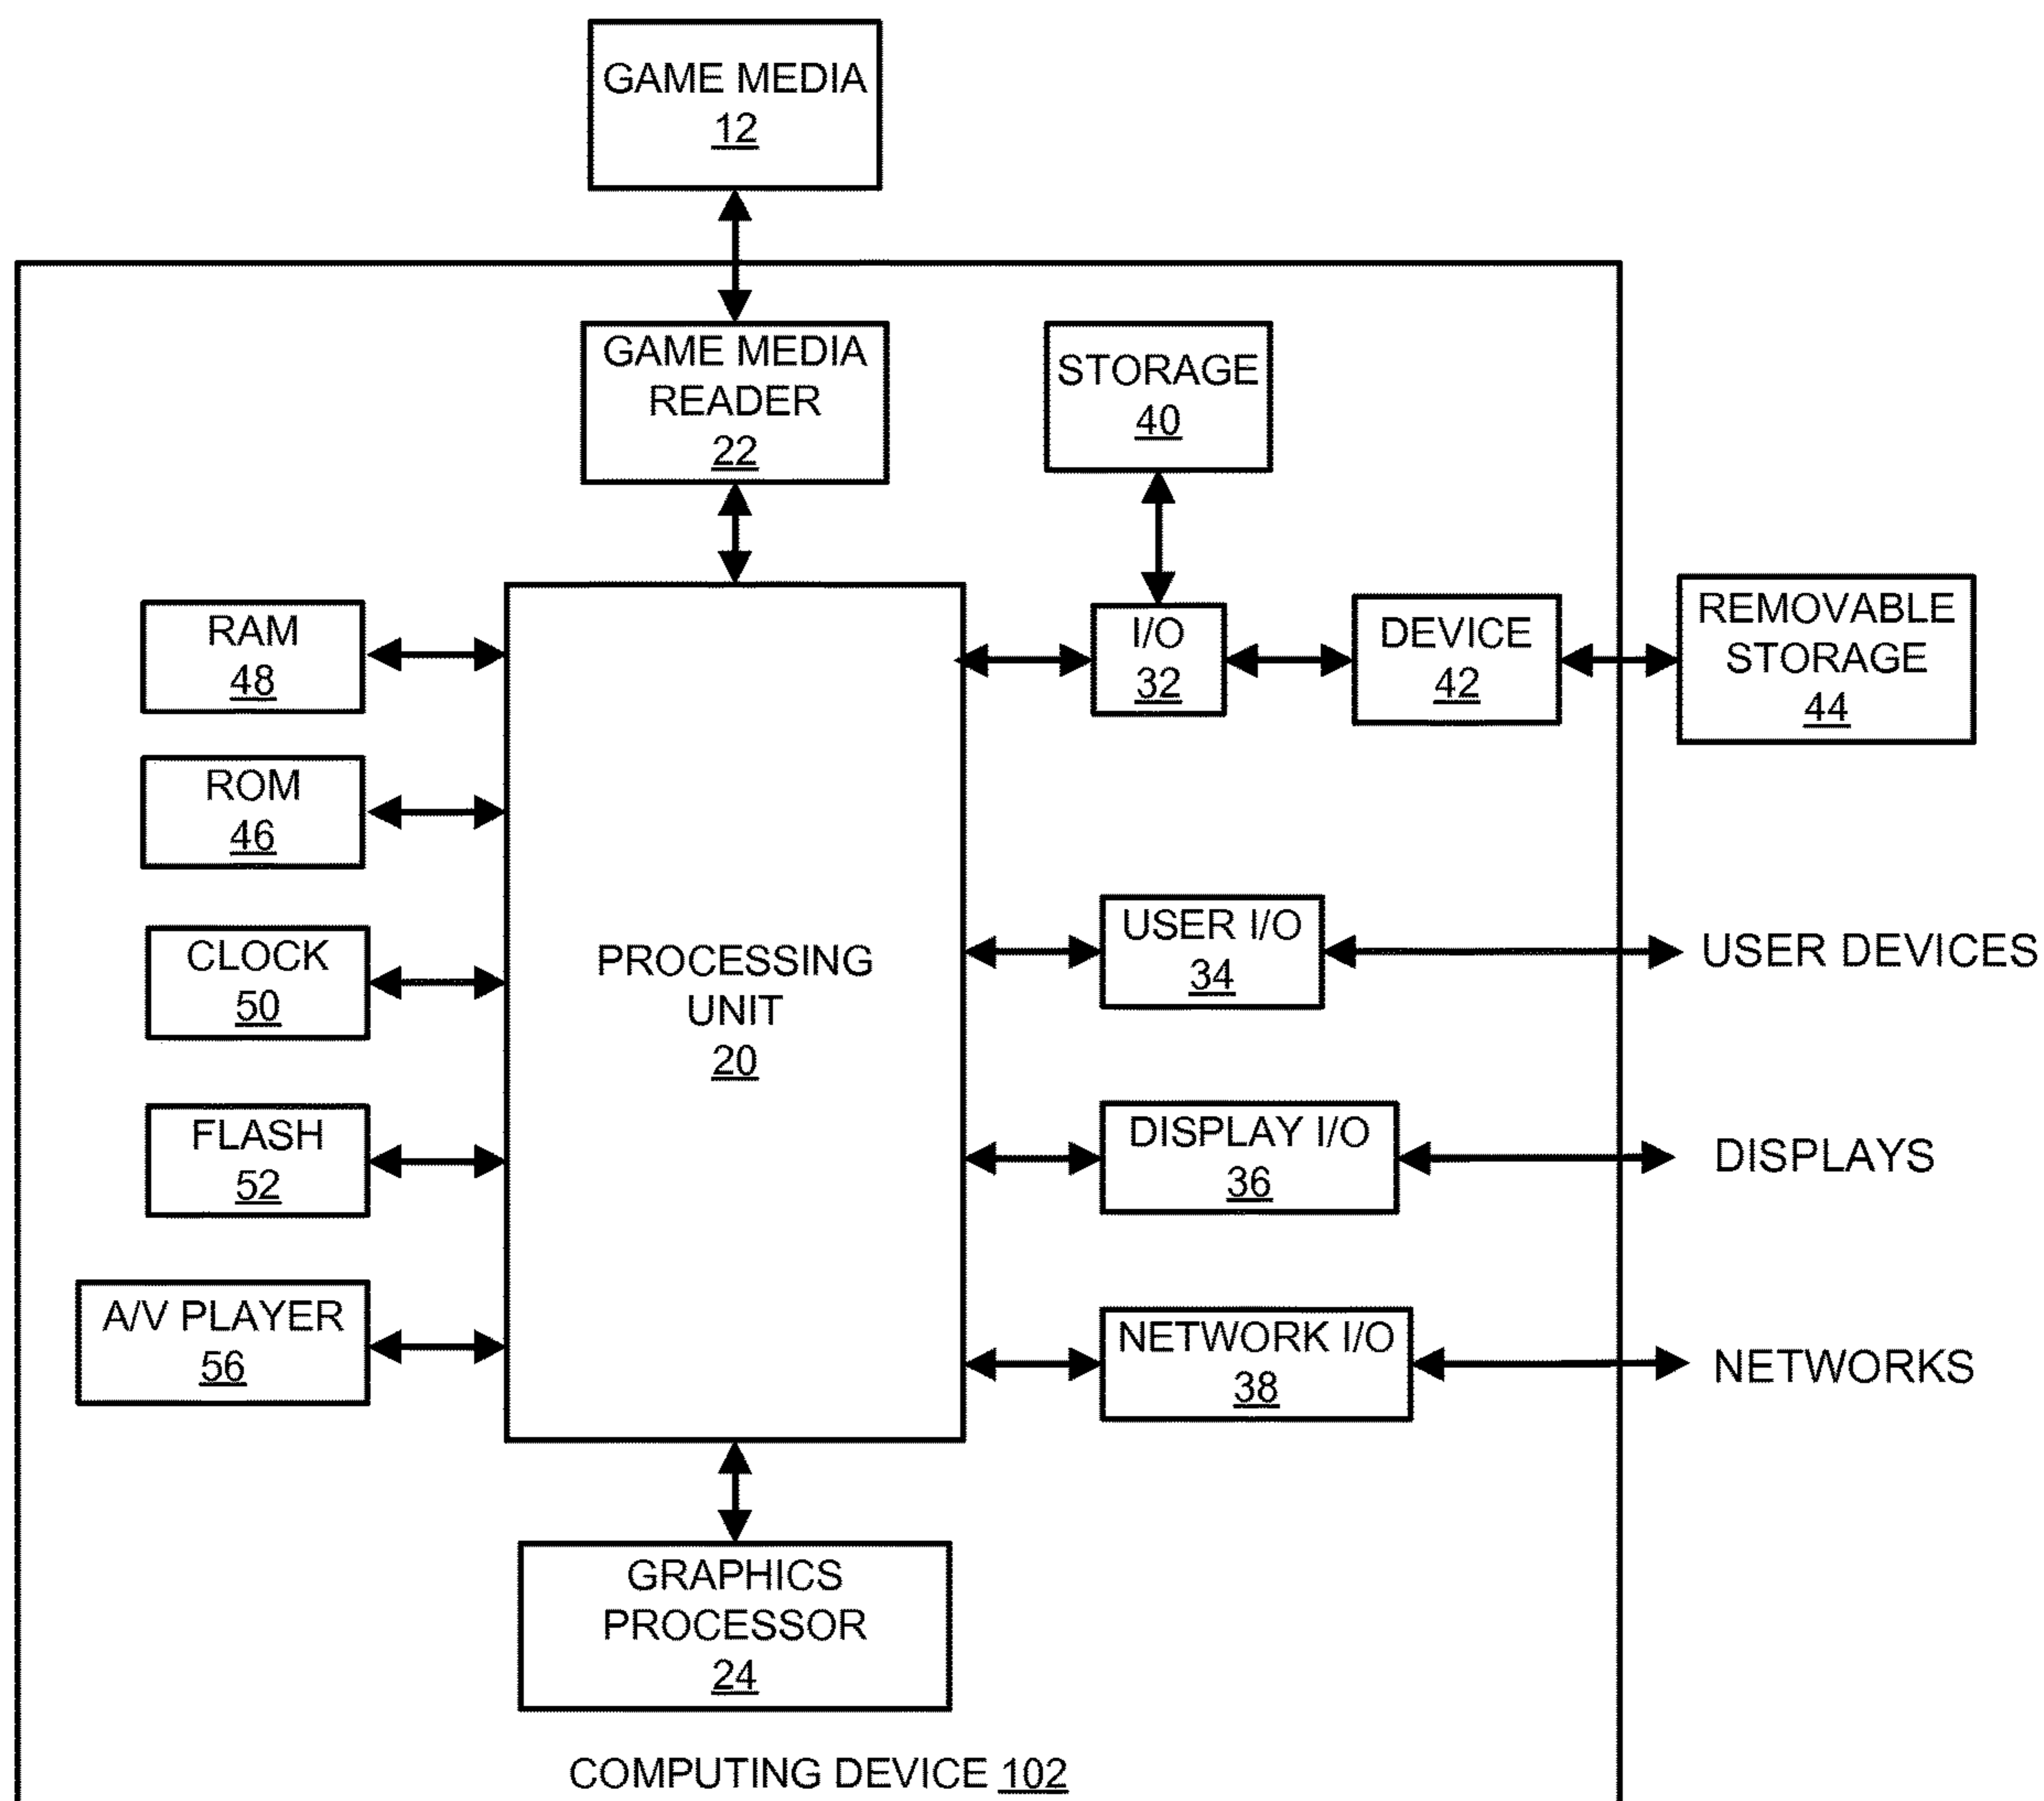 GAME MEDIA
12
GAME MEDIA
READER
22
STORAGE
40
RAM
48
I/O
32
DEVICE
42
REMOVABLE
STORAGE
44
ROM
46
CLOCK
50
PROCESSING
UNIT
20
USER I/O
34
USER DEVICES
FLASH
52
DISPLAY I/O
36
DISPLAYS
A/V PLAYER
56
NETWORK I/O
38
NETWORKS
GRAPHICS
PROCESSOR
24
COMPUTING DEVICE 102